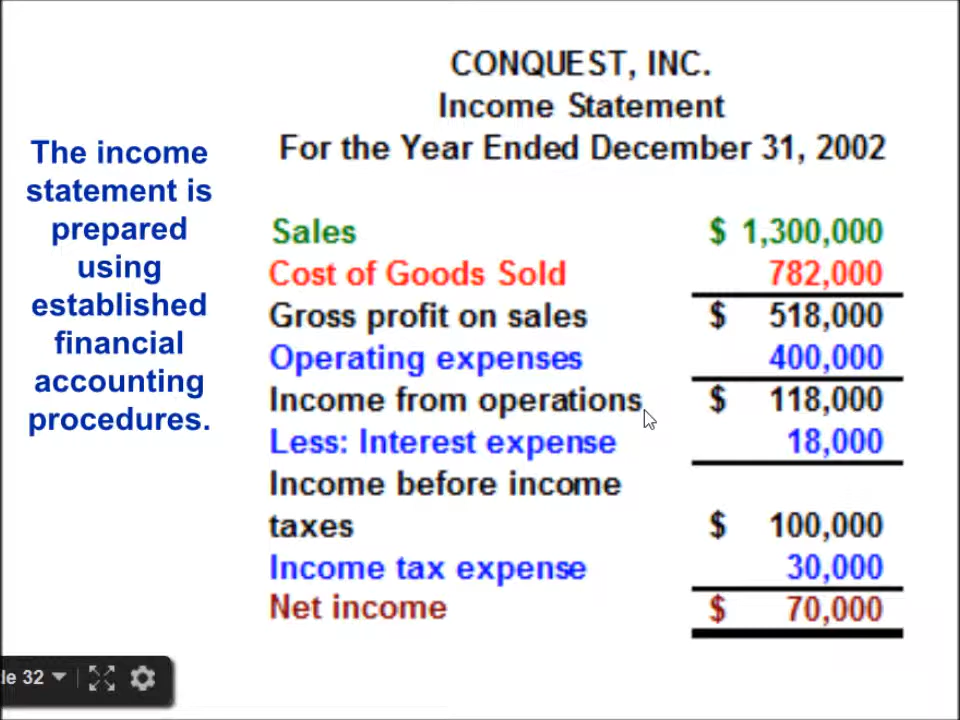 CONQUEST, INC.
Income Statement
For the Year Ended December 31, 2002
The income
statement is
prepared
using
established
financial
accounting
procedures.
Sales $ 1,300,000
Cost of Goods Sold 782,000
Gross profit on sales $ 518,000
Operating expenses 400,000
Income from operations $ 118,000
Less: Interest expense 18,000
Income before income
taxes $ 100,000
Income tax expense 30,000
Net income $ 70,000
le 32